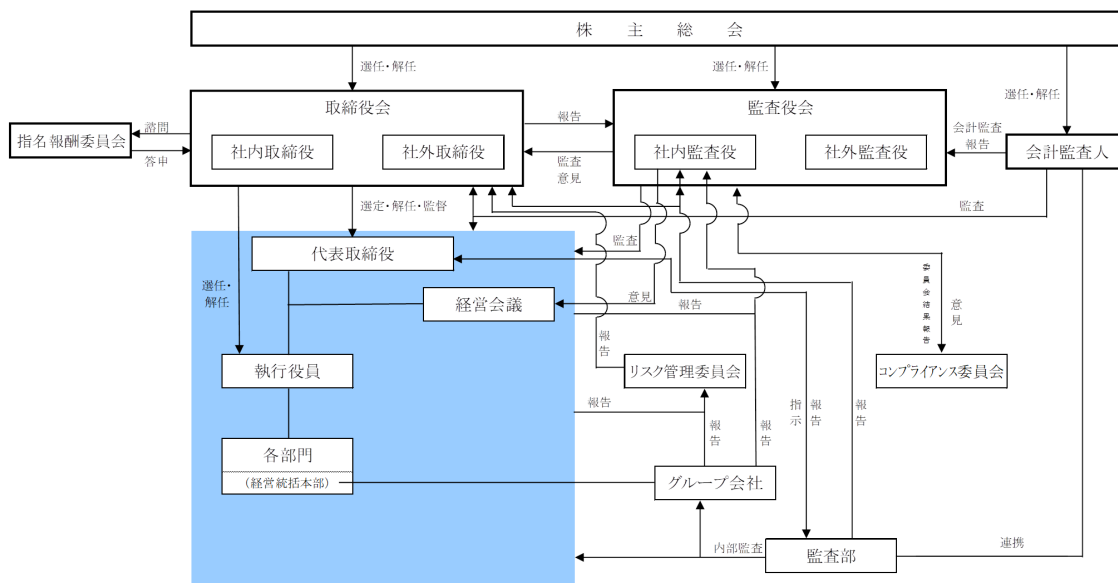 株主総会
選任・解任
選任・解任
選任・解任
取締役会
社内取締役
社外取締役
監査役会
社内監査役
社外監査役
指名報酬委員会
諮問
答申
報告
監査
意見
会計監査
報告
会計監査人
選定・解任・監督
監査
監査
代表取締役
選任・
解任
経営会議
意見
報告
委員会結果報告
意見
執行役員
報告
リスク管理委員会
コンプライアンス委員会
報告
報告
報告
指示
報告
報告
各部門
(経営統括本部)
グループ会社
内部監査
監査部
連携